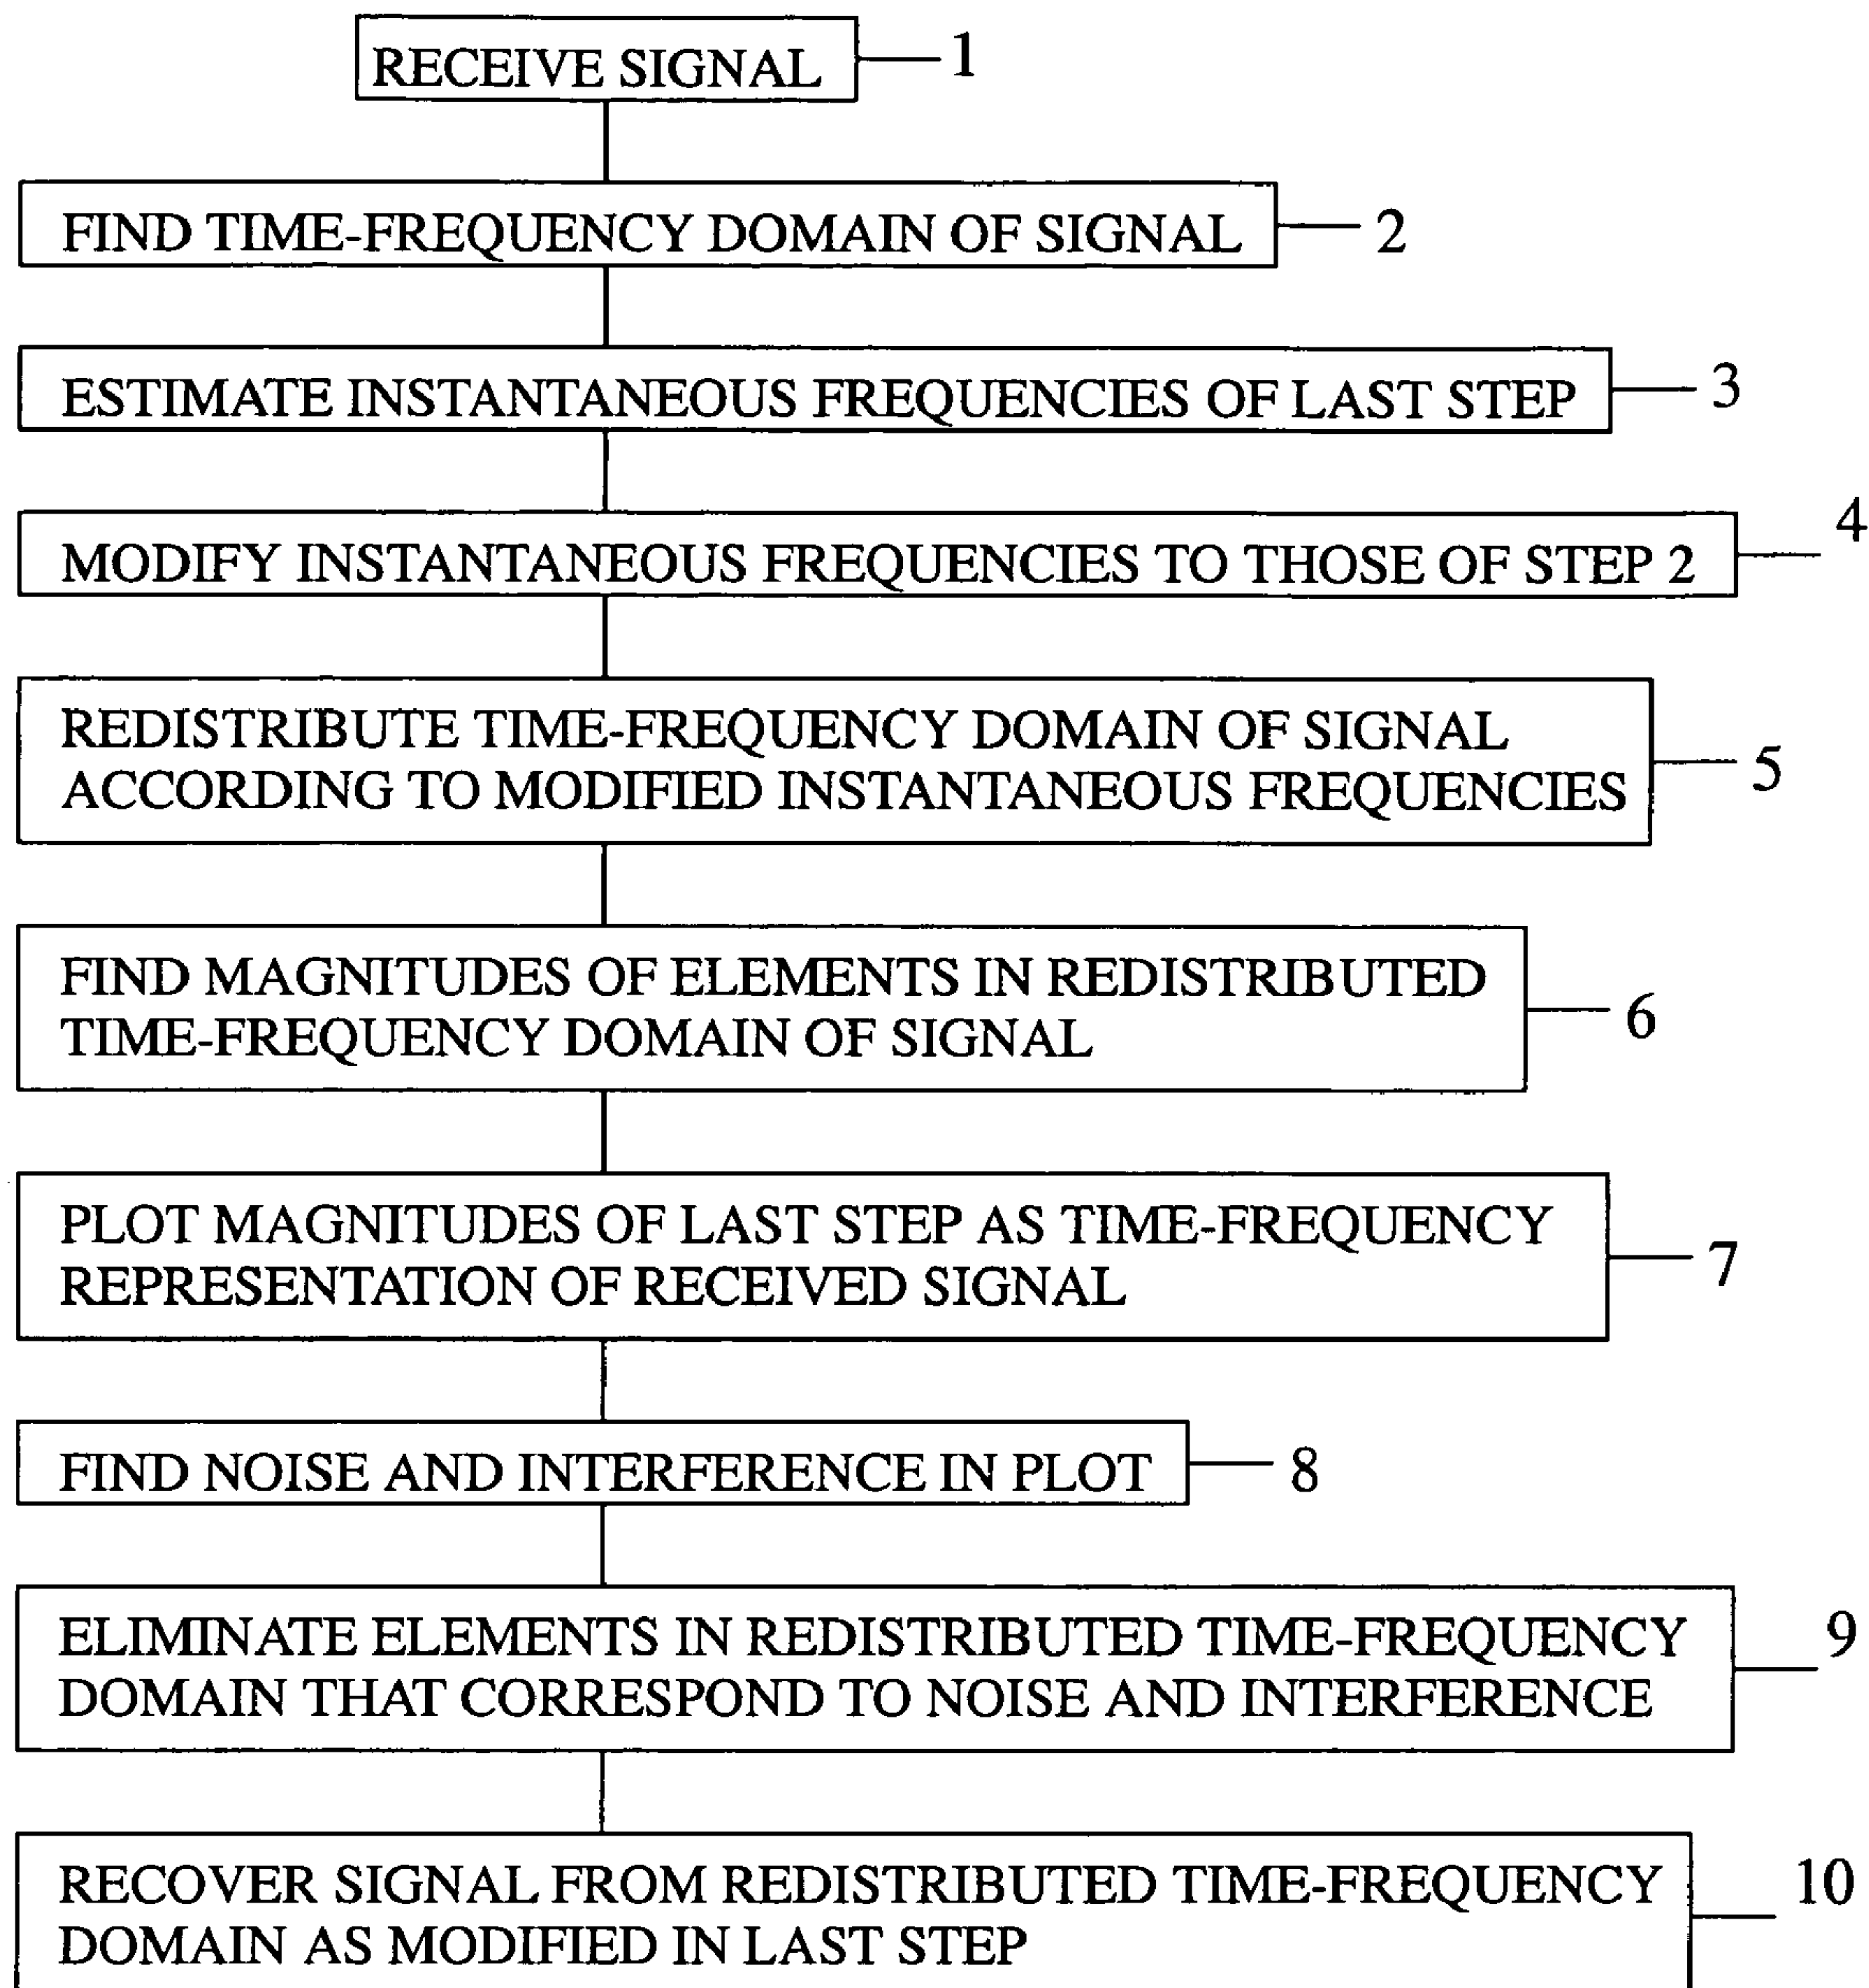 RECEIVE SIGNAL 1
FIND TIME-FREQUENCY DOMAIN OF SIGNAL 2
ESTIMATE INSTANTANEOUS FREQUENCIES OF LAST STEP 3
MODIFY INSTANTANEOUS FREQUENCIES TO THOSE OF STEP 2 4
REDISTRIBUTE TIME-FREQUENCY DOMAIN OF SIGNAL
ACCORDING TO MODIFIED INSTANTANEOUS FREQUENCIES 5
FIND MAGNITUDES OF ELEMENTS IN REDISTRIBUTED
TIME-FREQUENCY DOMAIN OF SIGNAL 6
PLOT MAGNITUDES OF LAST STEP AS TIME-FREQUENCY
REPRESENTATION OF RECEIVED SIGNAL 7
FIND NOISE AND INTERFERENCE IN PLOT 8
ELIMINATE ELEMENTS IN REDISTRIBUTED TIME-FREQUENCY 9
DOMAIN THAT CORRESPOND TO NOISE AND INTERFERENCE
RECOVER SIGNAL FROM REDISTRIBUTED TIME-FREQUENCY 10
DOMAIN AS MODIFIED IN LAST STEP